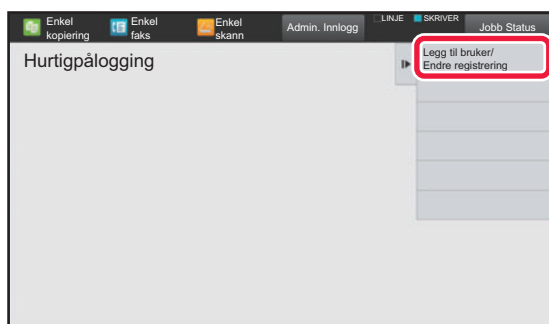 Enkel kopiering
Enkel faks
Enkel skann
Admin. Innlogg
LINJE
SKRIVER
Jobb Status
Hurtigpålogging
Legg til bruker/
Endre registrering